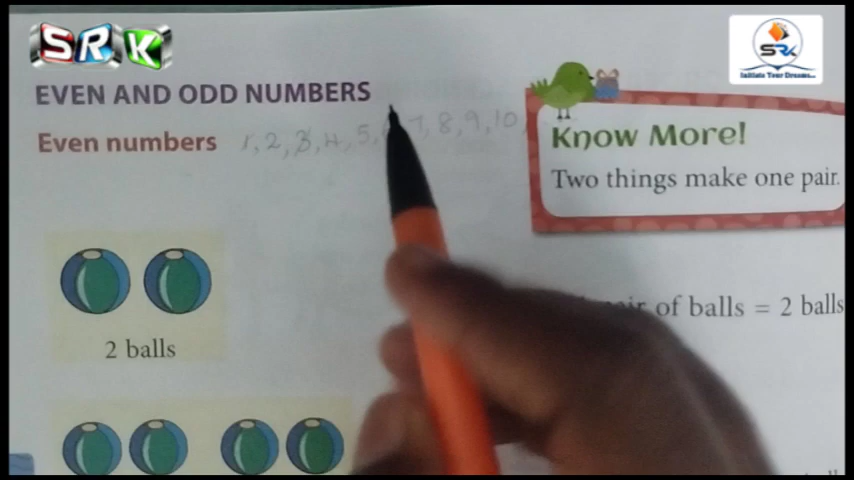 SRK
SRK
Initiate Your Dreams...
EVEN AND ODD NUMBERS
Even numbers 1, 2, 3, 4, 5, 7, 8, 9, 10,
Know More!
Two things make one pair.
of balls = 2 balls
2 balls